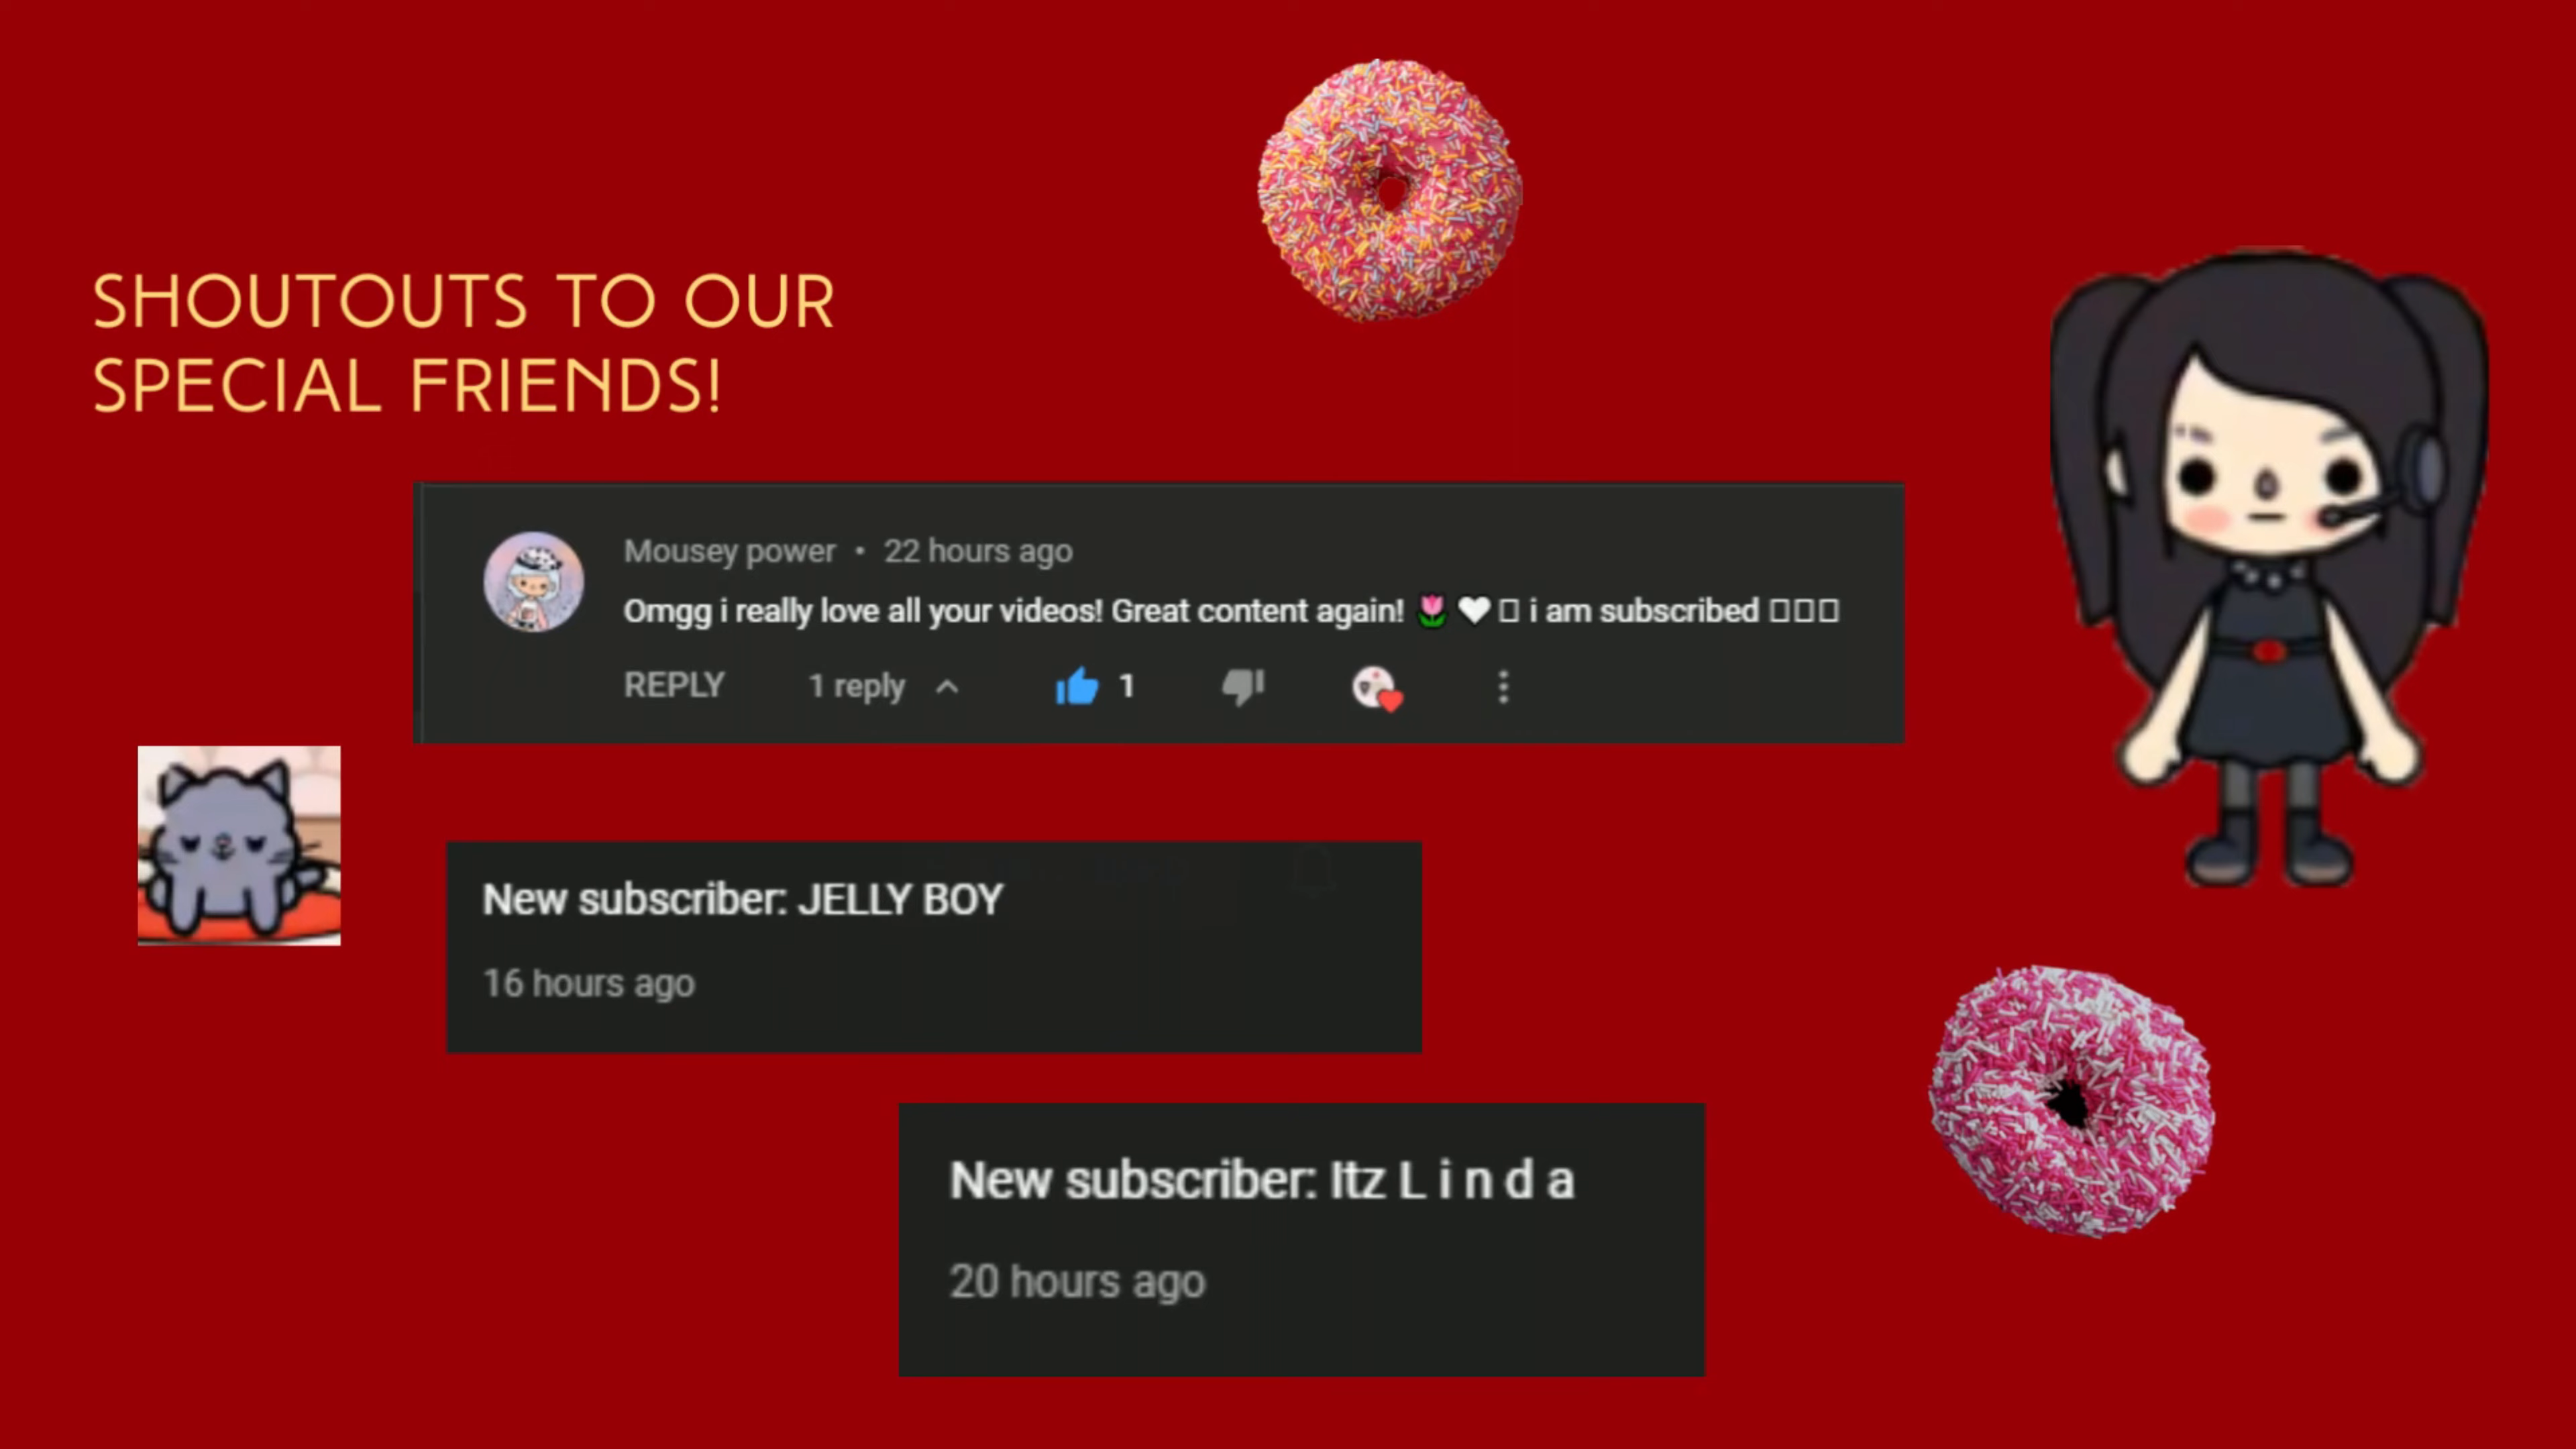 SHOUTOUTS TO OUR
SPECIAL FRIENDS!
Mousey power • 22 hours ago
Omgg i really love all your videos! Great content again! 🌷🤍□ i am subscribed □□□
REPLY 1 reply 1
New subscriber: JELLY BOY
16 hours ago
New subscriber: Itz L i n d a
20 hours ago